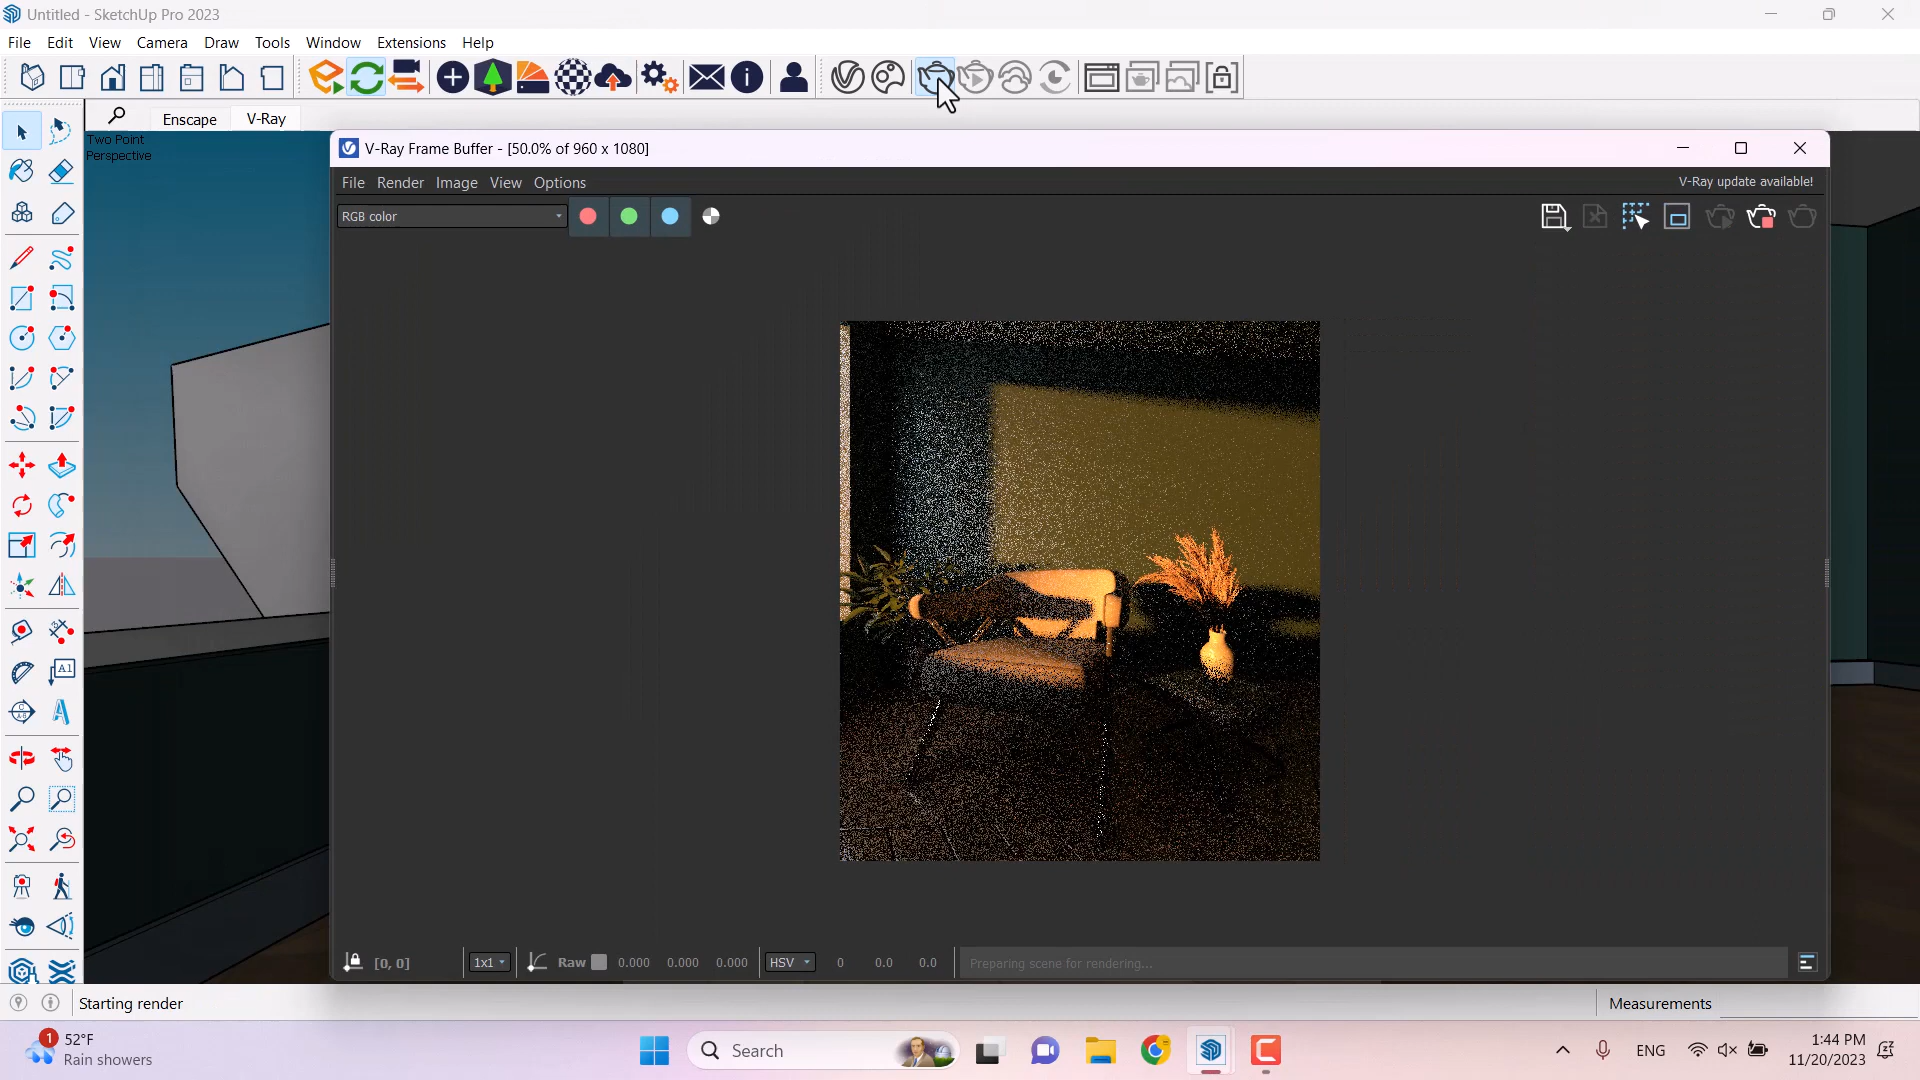 Untitled - SketchUp Pro 2023
File Edit View Camera Draw Tools Window Extensions Help
Enscape V-Ray
Two Point
Perspective
V-Ray Frame Buffer - [50.0% of 960 x 1080]
File Render Image View Options
V-Ray update available!
RGB color
A1
[0, 0] 1x1 Raw 0.000 0.000 0.000 HSV 0 0.0 0.0 Preparing scene for rendering...
Starting render
Measurements
1
52°F
Rain showers
Search
ENG
1:44 PM
11/20/2023